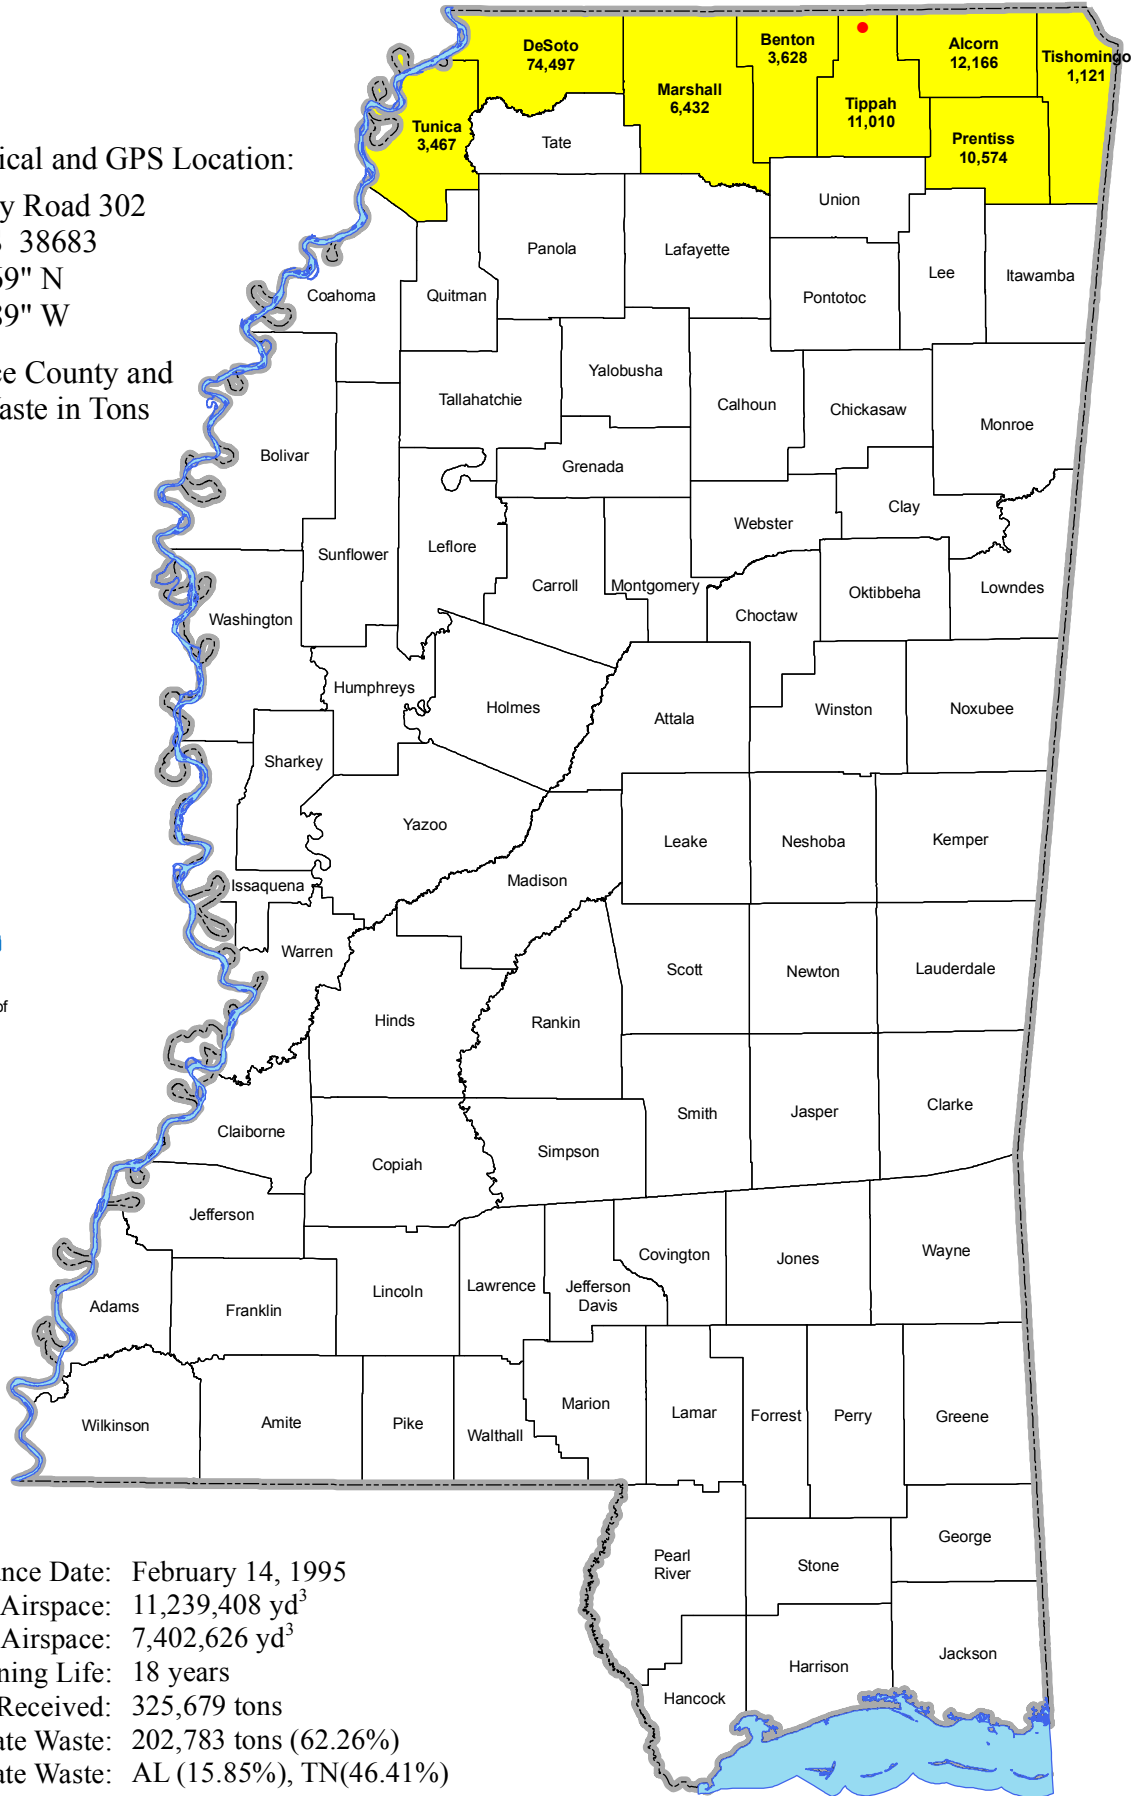 DeSoto
74,497
Benton
3,628
Alcorn
12,166
Tishomingo
1,121
Marshall
6,432
Tippah
11,010
Tunica
3,467
Prentiss
10,574
Tate
ical and GPS Location:
y Road 302
38683
69" N
39" W
ce County and
aste in Tons
Union
Panola
Lafayette
Lee
Itawamba
Coahoma
Quitman
Pontotoc
Yalobusha
Tallahatchie
Calhoun
Chickasaw
Monroe
Bolivar
Grenada
Clay
Webster
Sunflower
Leflore
Carroll
Montgomery
Oktibbeha
Lowndes
Washington
Choctaw
Humphreys
Holmes
Attala
Winston
Noxubee
Sharkey
Yazoo
Leake
Neshoba
Kemper
Issaquena
Madison
Warren
Scott
Newton
Lauderdale
of
Hinds
Rankin
Smith
Jasper
Clarke
Claiborne
Copiah
Simpson
Jefferson
Covington
Jones
Wayne
Adams
Franklin
Lincoln
Lawrence
Jefferson
Davis
Wilkinson
Amite
Pike
Walthall
Marion
Lamar
Forrest
Perry
Greene
Pearl
River
Stone
George
Hancock
Harrison
Jackson
ance Date: February 14, 1995
Airspace: 11,239,408 yd³
Airspace: 7,402,626 yd³
ning Life: 18 years
Received: 325,679 tons
ate Waste: 202,783 tons (62.26%)
ate Waste: AL (15.85%), TN(46.41%)